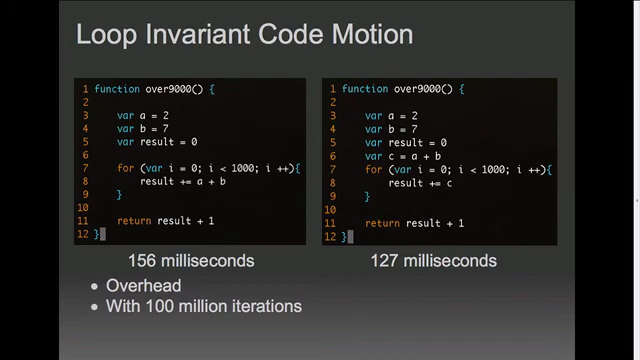 Loop Invariant Code Motion
1 function over9000() {
2
3 var a = 2
4 var b = 7
5 var result = 0
6
7 for (var i = 0; i < 1000; i ++){
8 result += a + b
9 }
10
11 return result + 1
12 }
1 function over9000() {
2
3 var a = 2
4 var b = 7
5 var result = 0
6 var c = a + b
7 for (var i = 0; i < 1000; i ++){
8 result += c
9 }
10
11 return result + 1
12 }
156 milliseconds
127 milliseconds
• Overhead
• With 100 million iterations